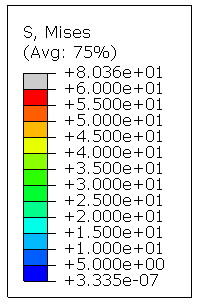 S, Mises
(Avg: 75%)
+8.036e+01
+6.000e+01
+5.500e+01
+5.000e+01
+4.500e+01
+4.000e+01
+3.500e+01
+3.000e+01
+2.500e+01
+2.000e+01
+1.500e+01
+1.000e+01
+5.000e+00
+3.335e-07